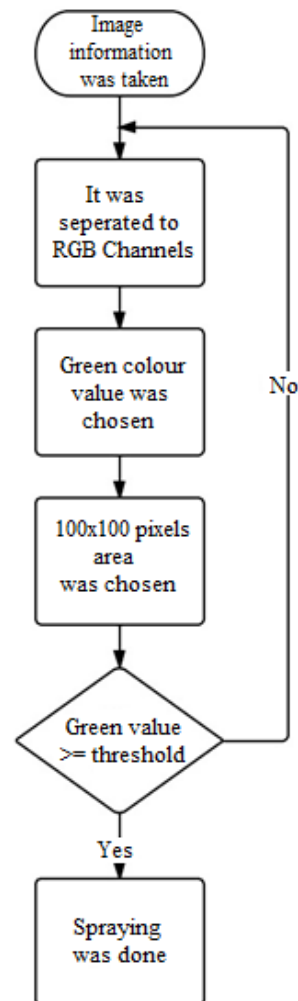 Image
information
was taken
It was
seperated to
RGB Channels
Green colour
value was
chosen
No
100x100 pixels
area
was chosen
Green value
>= threshold
Yes
Spraying
was done